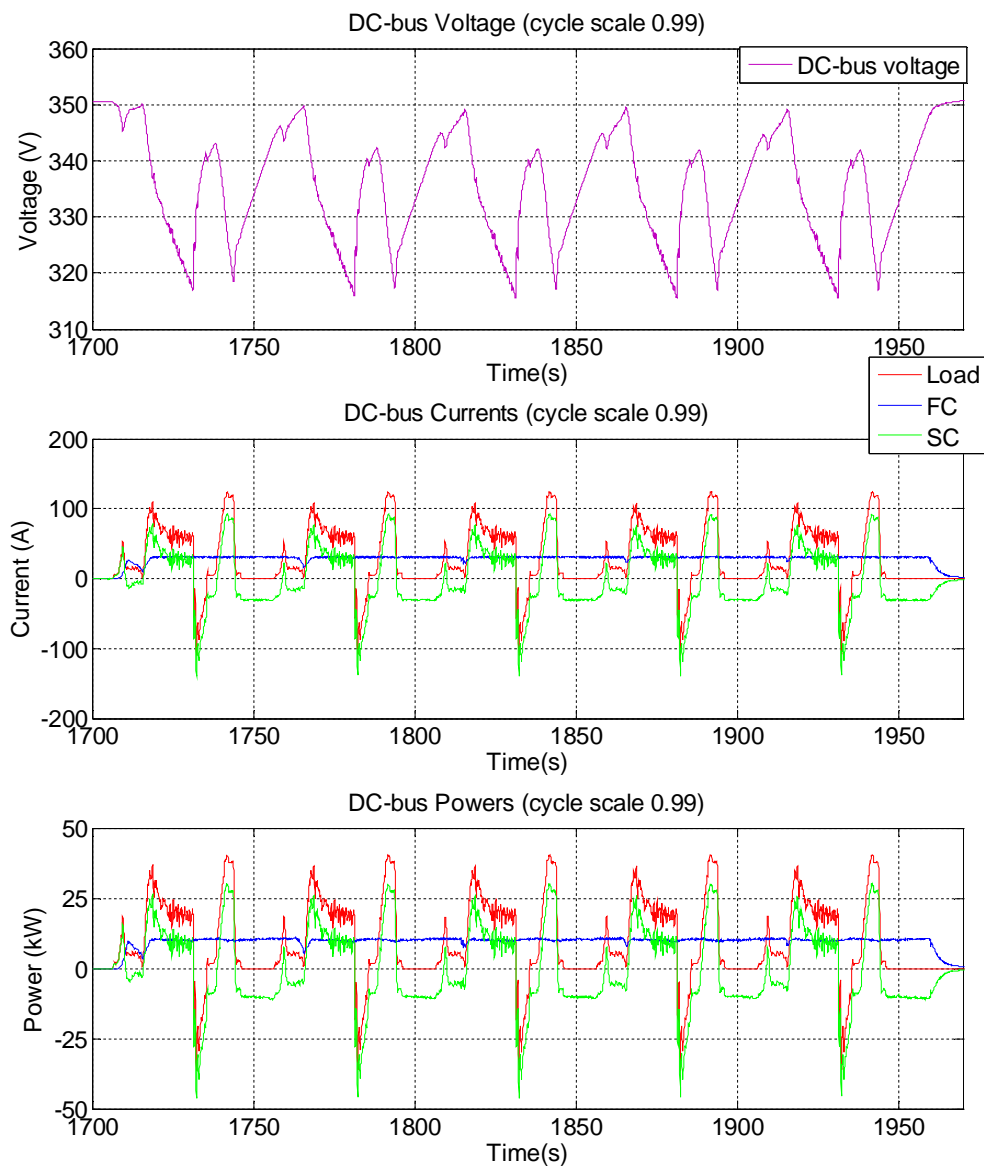 DC-bus Voltage (cycle scale 0.99)
360
350
340
330
320
310
Voltage (V)
DC-bus voltage
1700 1750 1800 1850 1900 1950
Time(s)
DC-bus Currents (cycle scale 0.99)
Load
FC
SC
200
100
0
-100
-200
Current (A)
1700 1750 1800 1850 1900 1950
Time(s)
DC-bus Powers (cycle scale 0.99)
50
25
0
-25
-50
Power (kW)
1700 1750 1800 1850 1900 1950
Time(s)